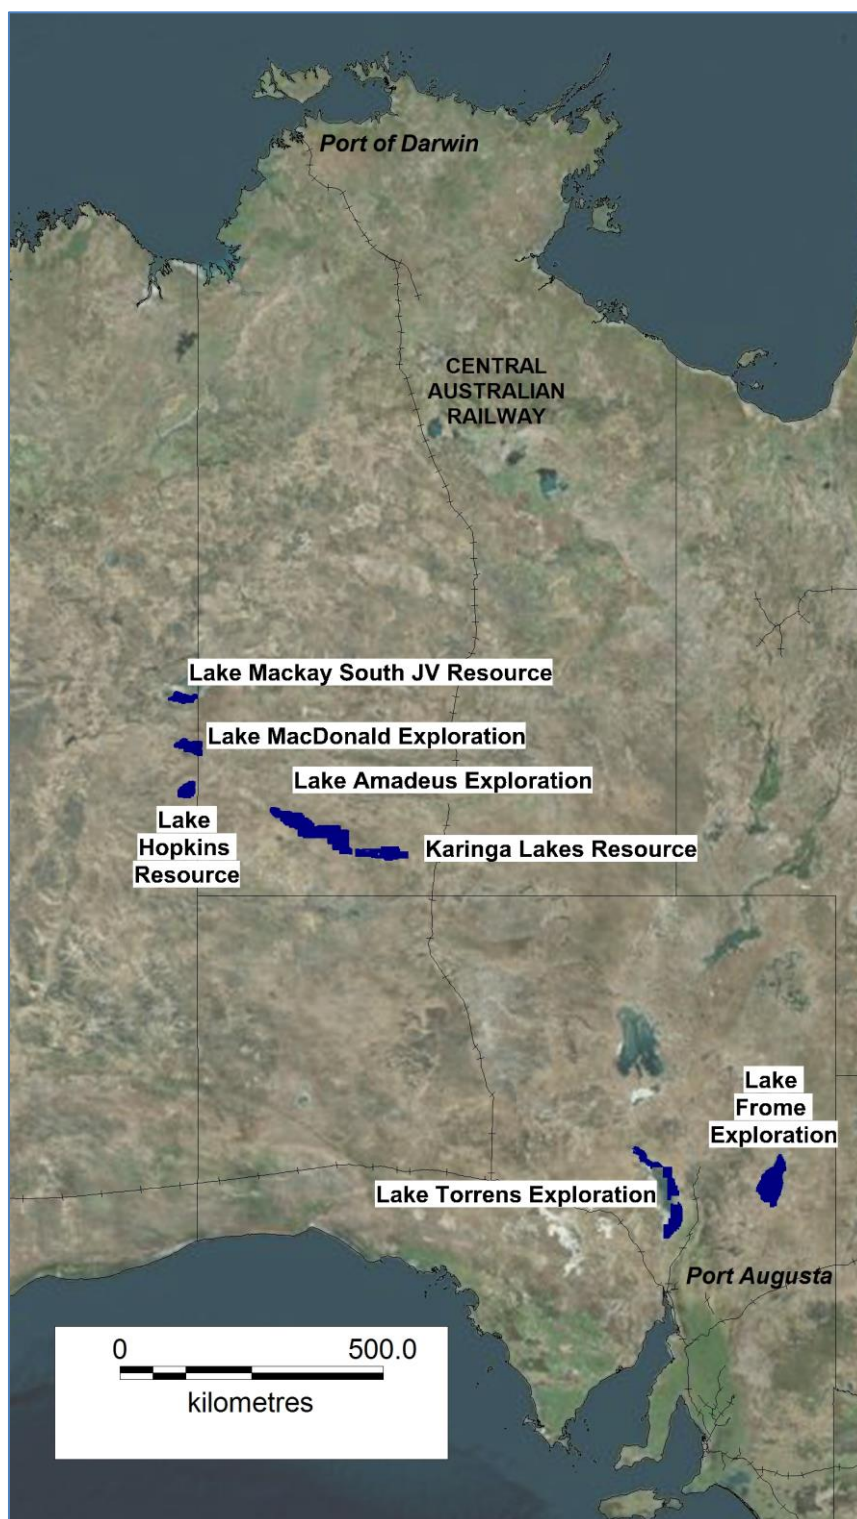 Port of Darwin
CENTRAL
AUSTRALIAN
RAILWAY
Lake Mackay South JV Resource
Lake MacDonald Exploration
Lake Amadeus Exploration
Lake
Hopkins
Resource
Karinga Lakes Resource
Lake
Frome
Exploration
Lake Torrens Exploration
Port Augusta
0 500.0
kilometres